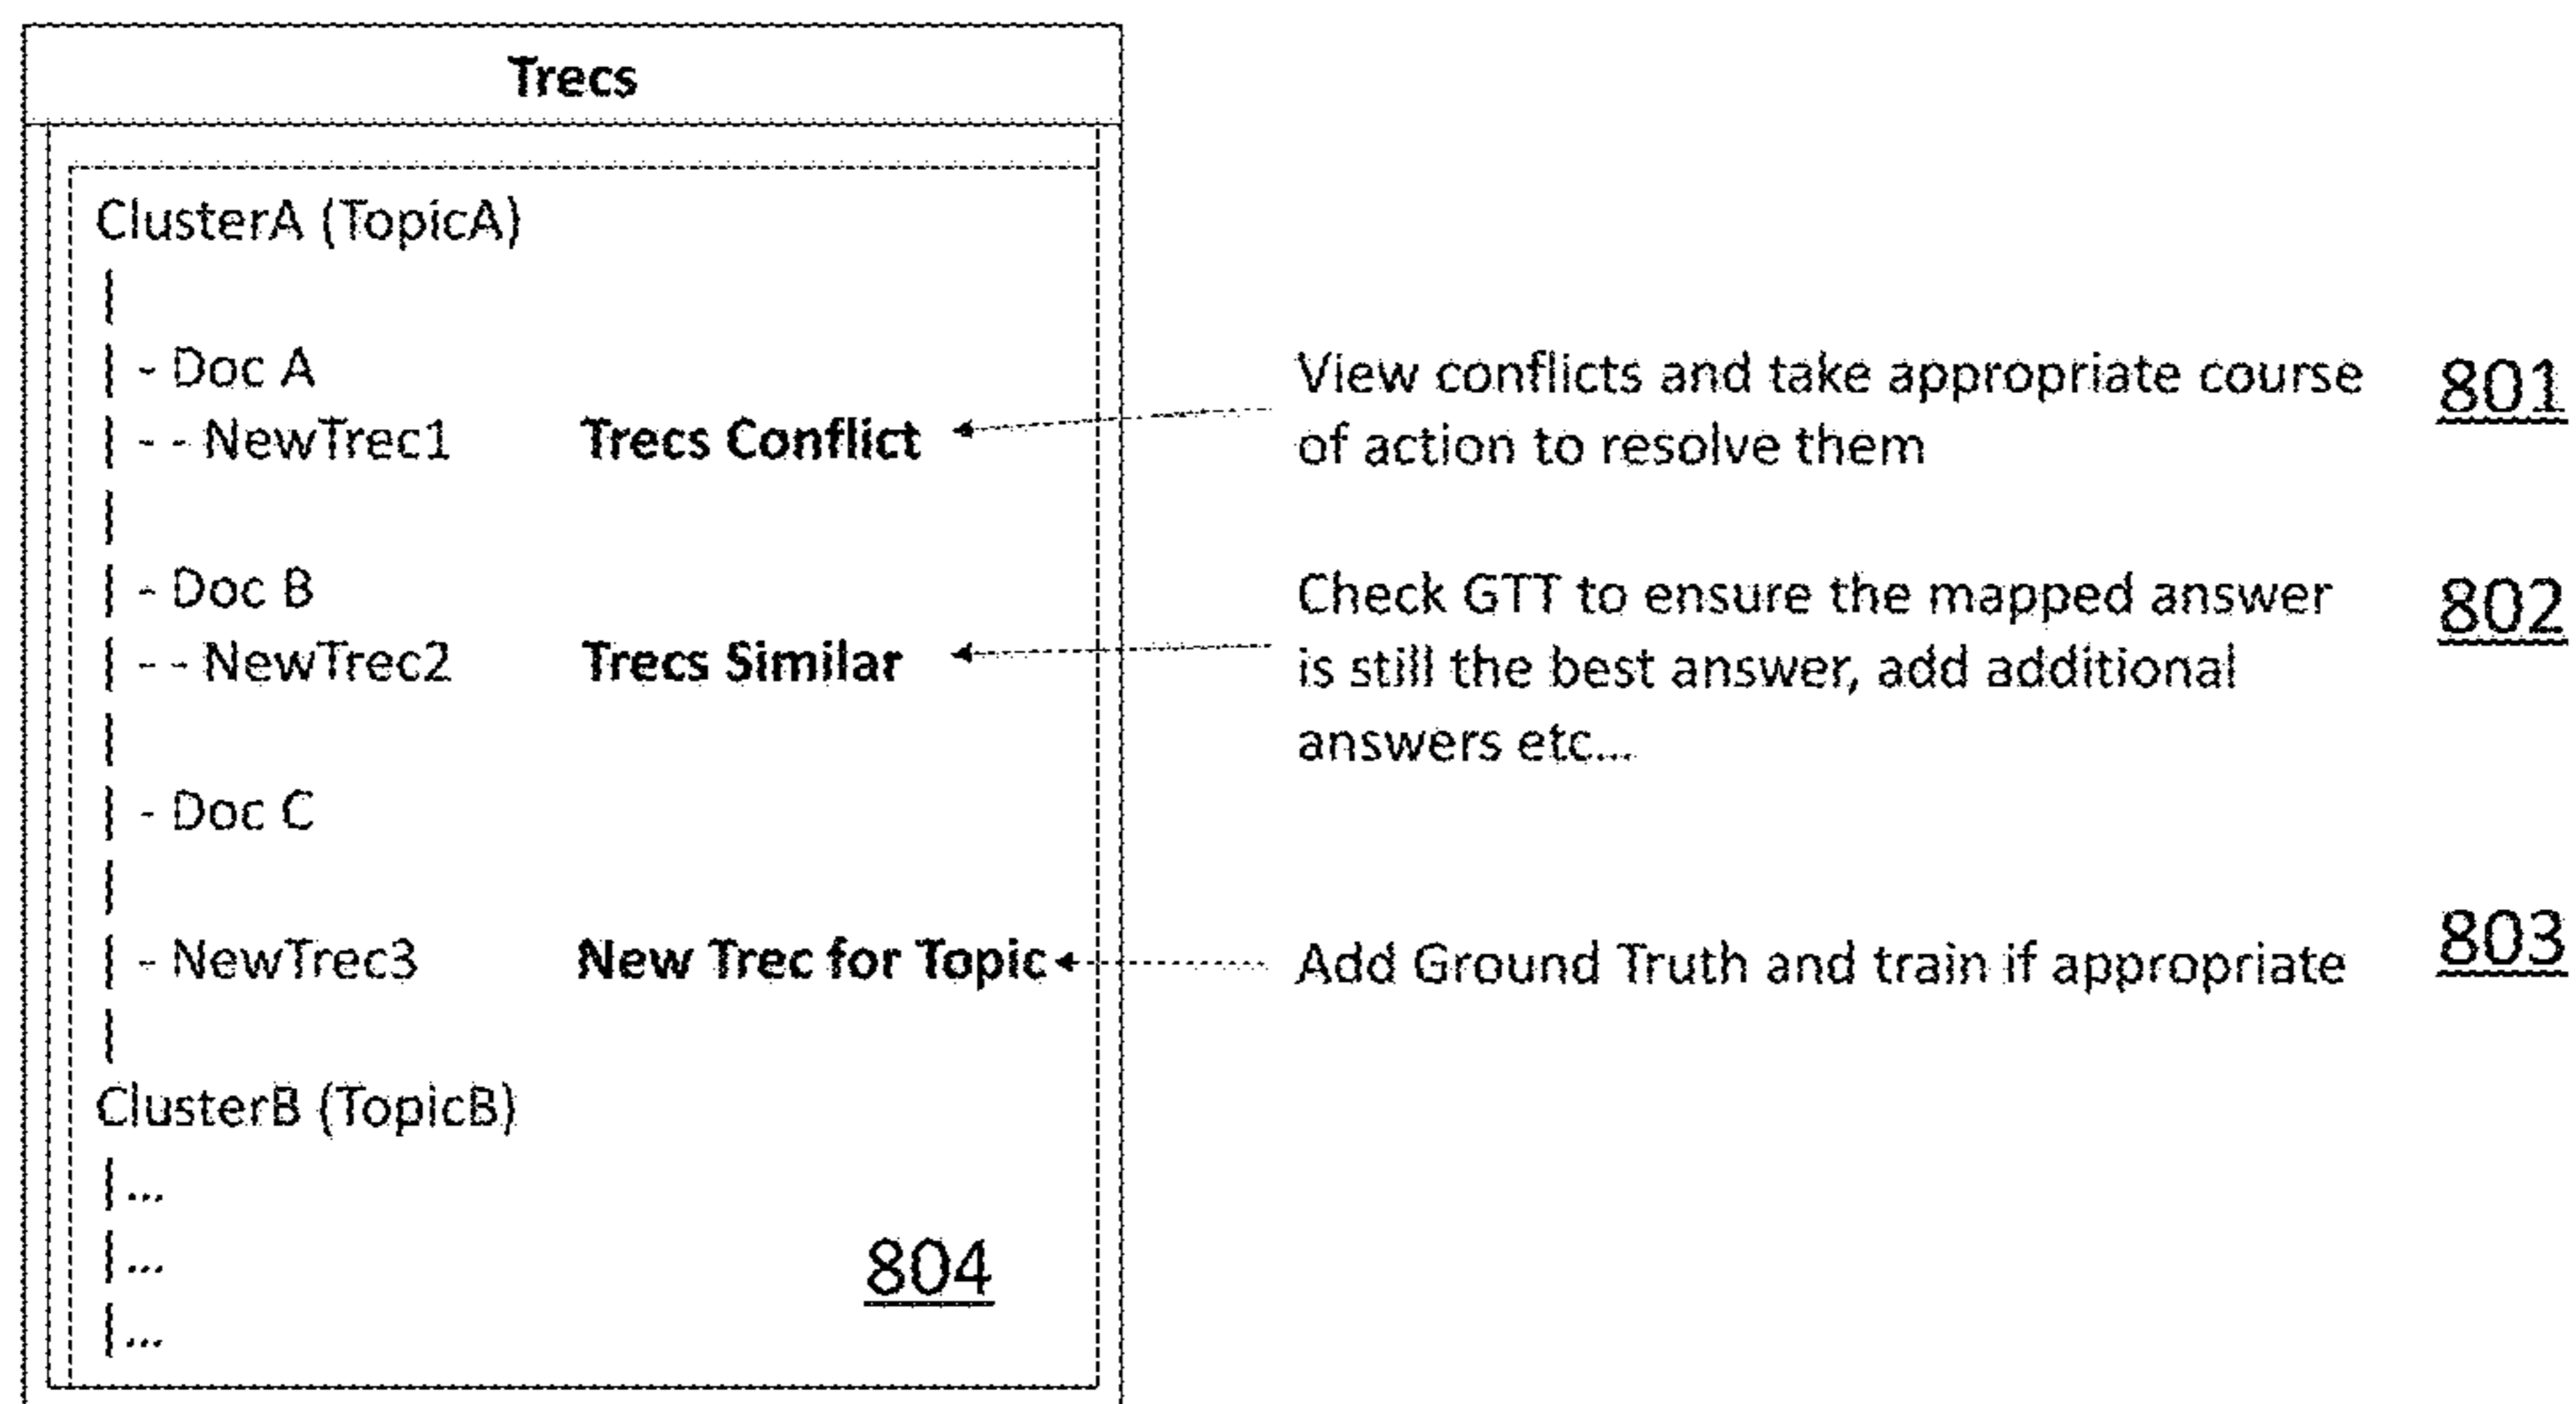 Trecs
ClusterA (TopicA)
|
| - Doc A
| - - NewTrec1 Trecs Conflict
View conflicts and take appropriate course
of action to resolve them
801
|
| - Doc B
| - - NewTrec2 Trecs Similar
Check GTT to ensure the mapped answer
is still the best answer, add additional
answers etc...
802
|
| - Doc C
|
| - NewTrec3 New Trec for Topic
Add Ground Truth and train if appropriate
803
|
ClusterB (TopicB)
|...
|...
|...
804